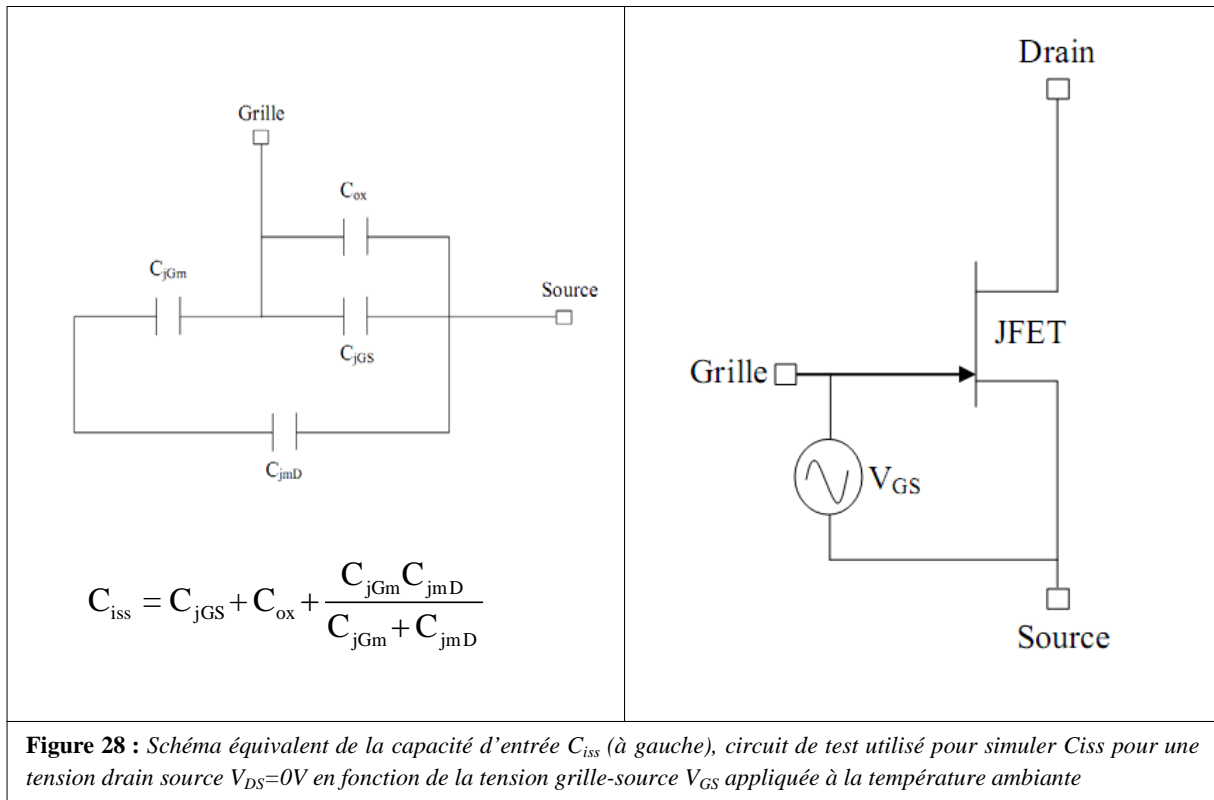 Grille
C_ox
C_jGm
Source
C_jGS
C_jmD
C_iss = C_jGS + C_ox + \frac{C_jGm C_jmD}{C_jGm + C_jmD}
Drain
JFET
Grille
V_GS
Source
Figure 28 : Schéma équivalent de la capacité d'entrée C_iss (à gauche), circuit de test utilisé pour simuler Ciss pour une
tension drain source V_DS=0V en fonction de la tension grille-source V_GS appliquée à la température ambiante